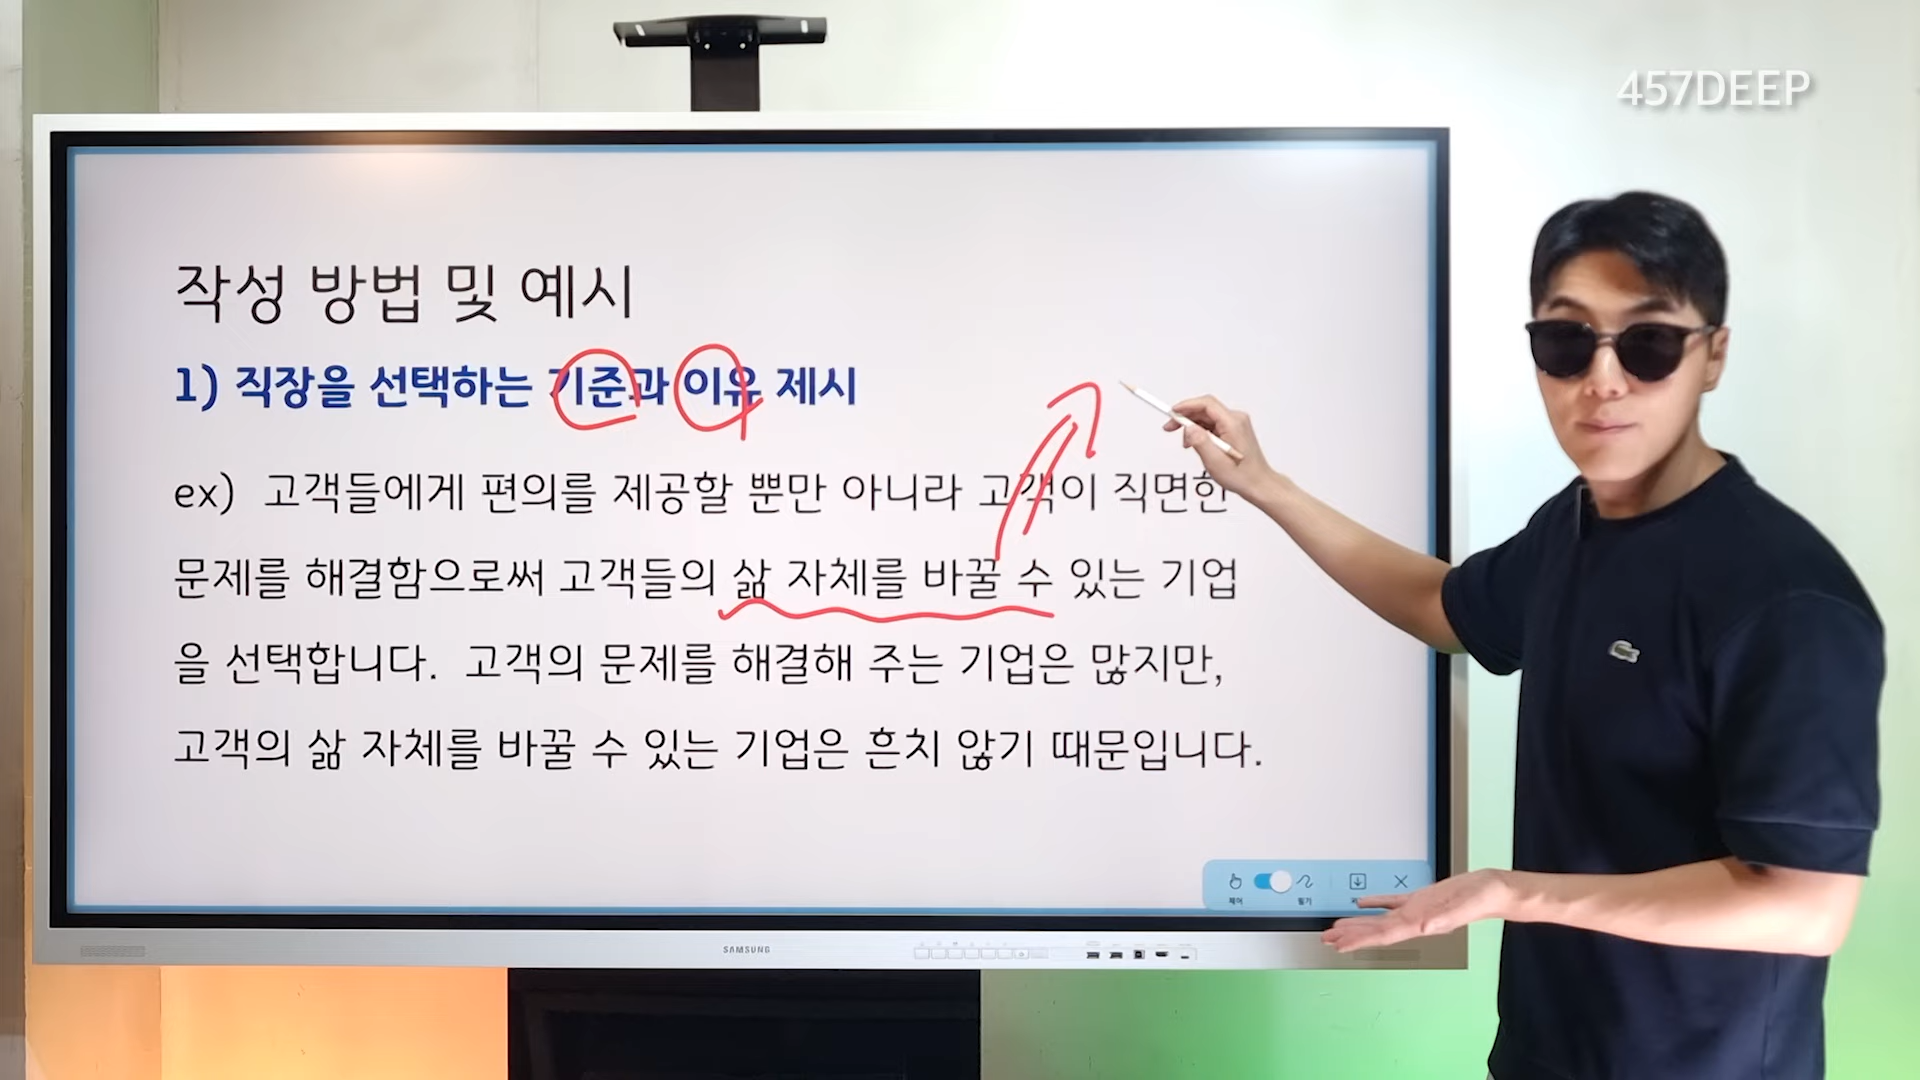 457DEEP
작성 방법 및 예시
1) 직장을 선택하는 기준과 이유 제시
ex) 고객들에게 편의를 제공할 뿐만 아니라 고객이 직면한
문제를 해결함으로써 고객들의 삶 자체를 바꿀 수 있는 기업
을 선택합니다. 고객의 문제를 해결해 주는 기업은 많지만,
고객의 삶 자체를 바꿀 수 있는 기업은 흔치 않기 때문입니다.
제어 필기
SAMSUNG